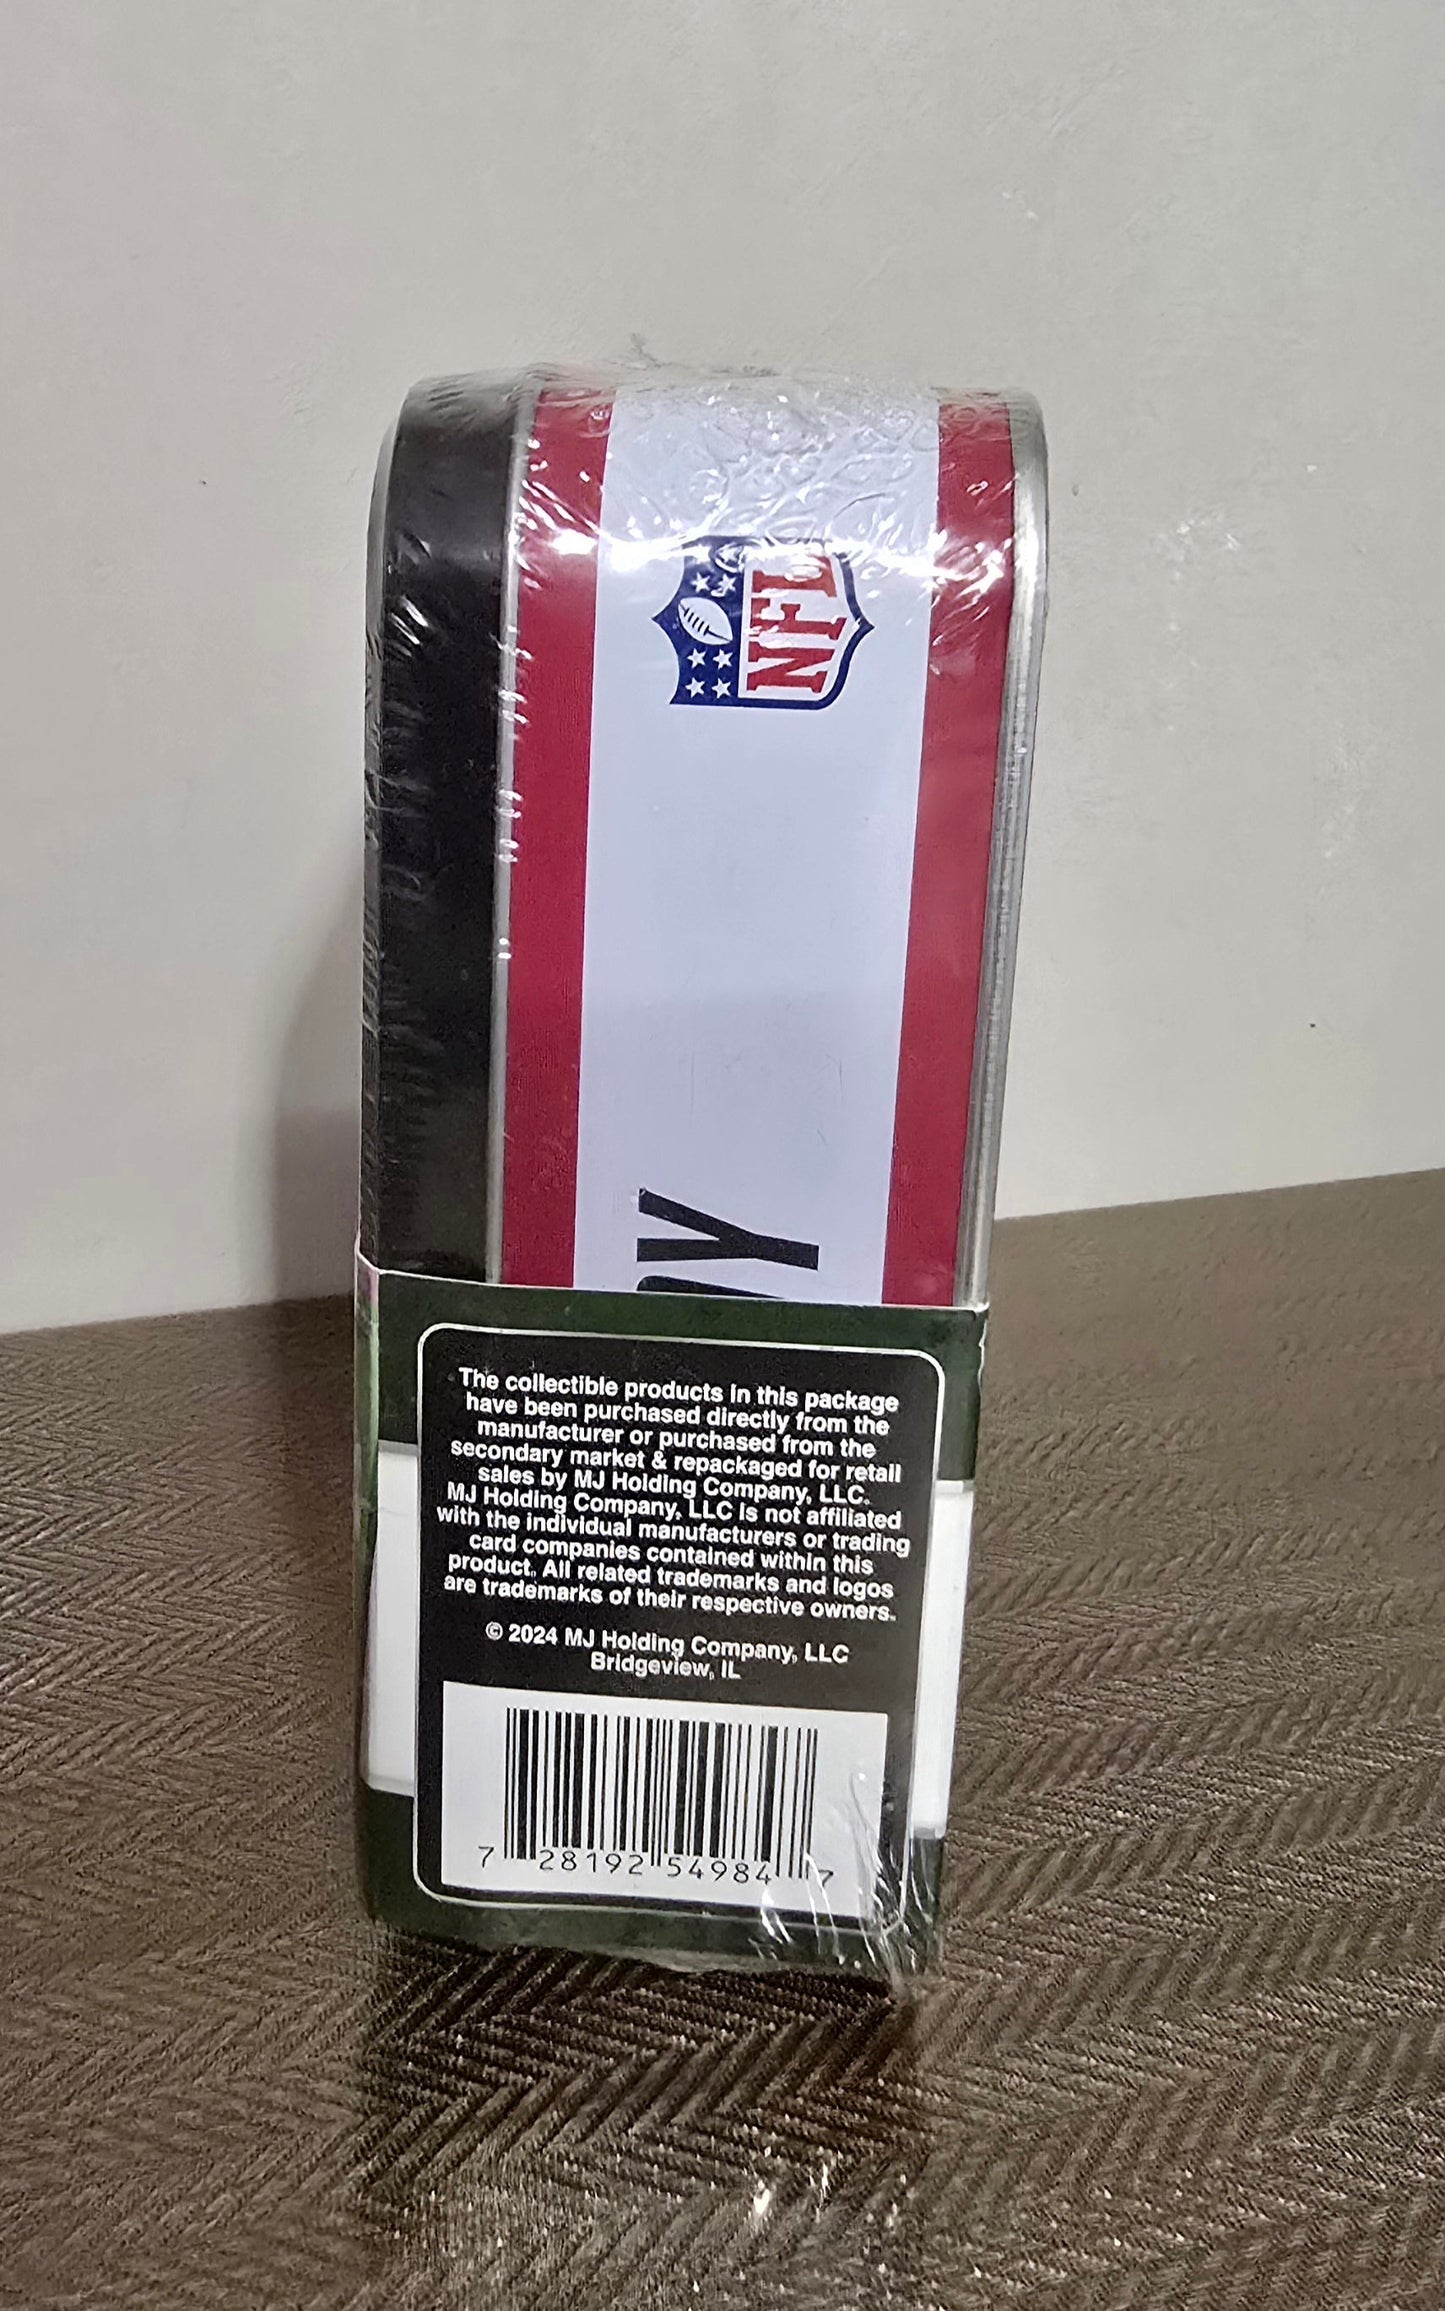 NFL
The collectible products in this package
have been purchased directly from the
manufacturer or purchased from the
secondary market & repackaged for retail
sales by MJ Holding Company, LLC.
MJ Holding Company, LLC is not affiliated
with the individual manufacturers or trading
card companies contained within this
product. All related trademarks and logos
are trademarks of their respective owners.
© 2024 MJ Holding Company, LLC
Bridgeview, IL
7 28192 54984 7